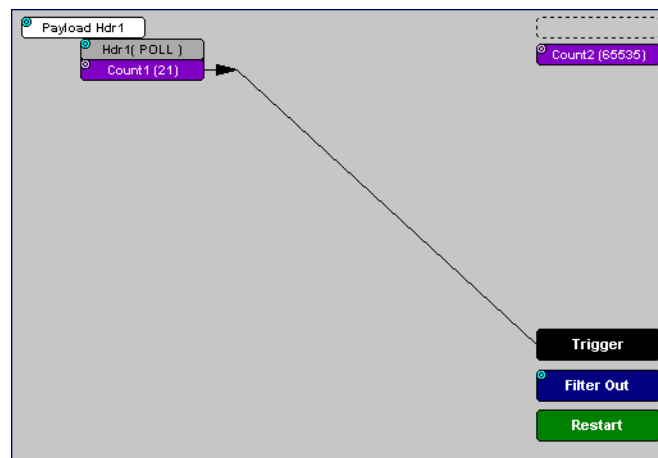 Payload Hdr1
Hdr1( POLL )
Count1 (21)
Count2 (65535)
Trigger
Filter Out
Restart